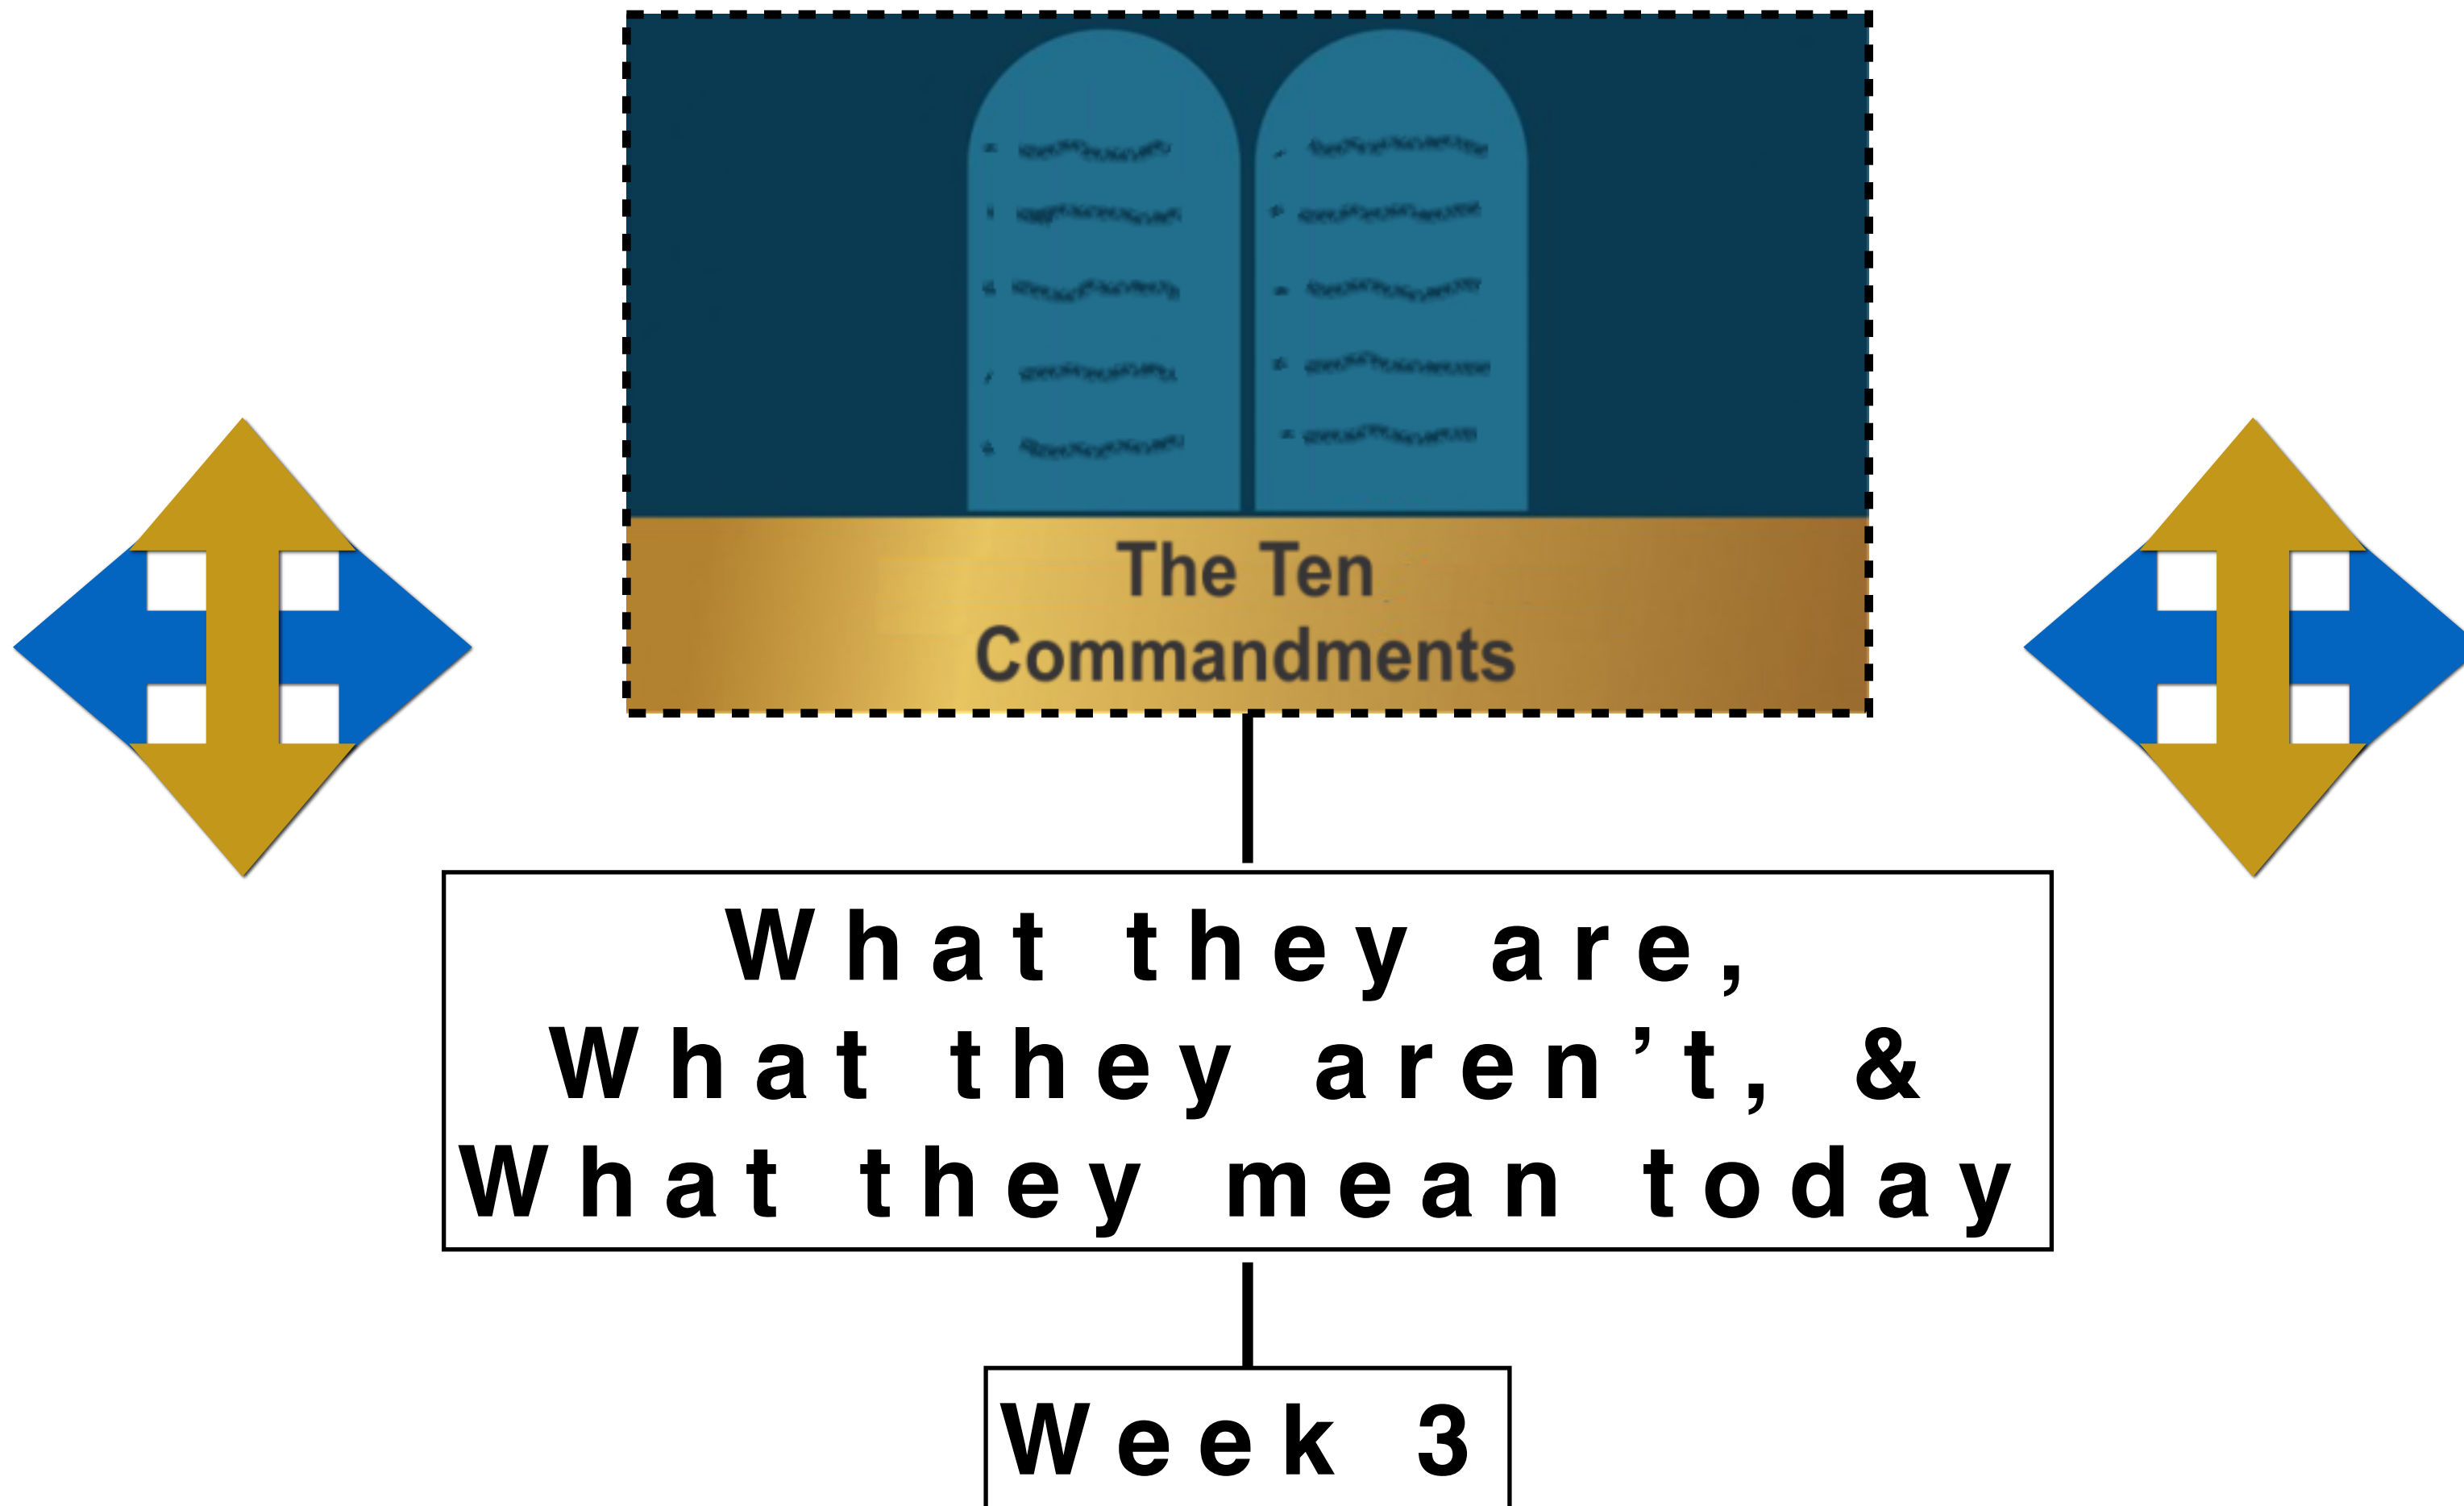 The Ten
Commandments
What they are,
What they aren’t, &
What they mean today
Week 3